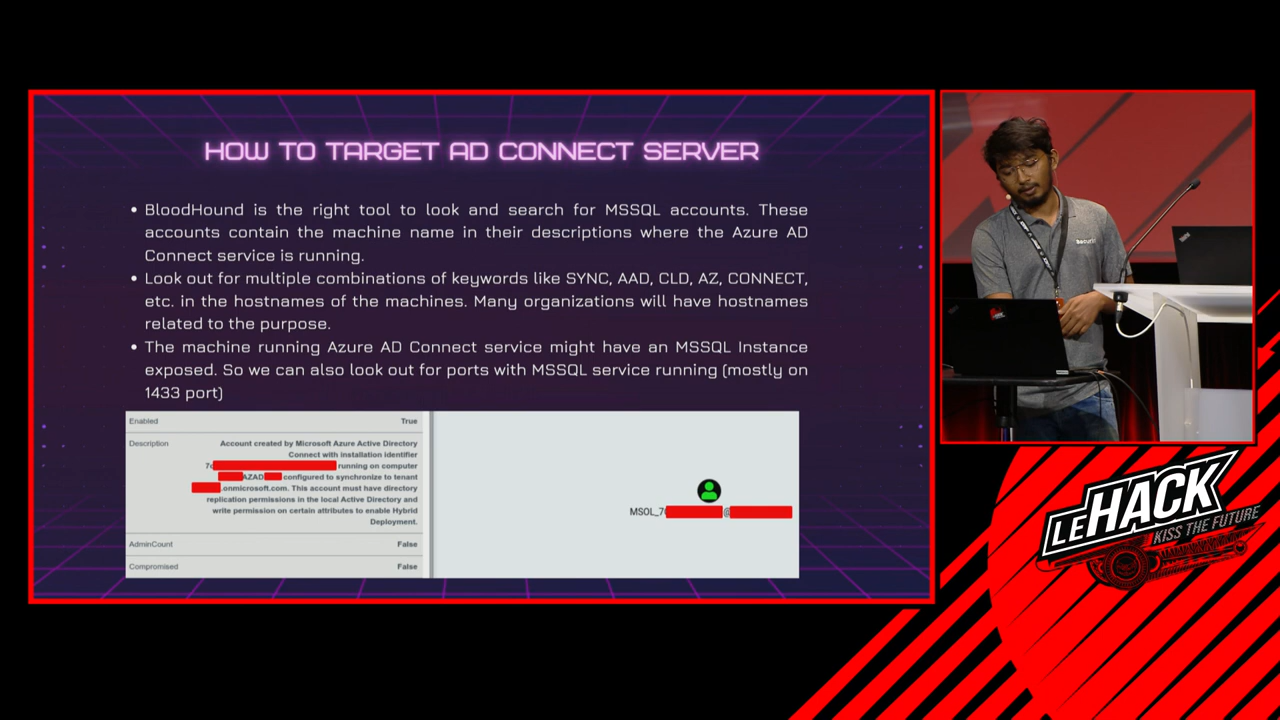 HOW TO TARGET AD CONNECT SERVER
• BloodHound is the right tool to look and search for MSSQL accounts. These
accounts contain the machine name in their descriptions where the Azure AD
Connect service is running.
• Look out for multiple combinations of keywords like SYNC, AAD, CLD, AZ, CONNECT,
etc. in the hostnames of the machines. Many organizations will have hostnames
related to the purpose.
• The machine running Azure AD Connect service might have an MSSQL Instance
exposed. So we can also look out for ports with MSSQL service running (mostly on
1433 port)
Enabled True
Description Account created by Microsoft Azure Active Directory
Connect with installation identifier
running on computer
AZAD configured to synchronize to tenant
.onmicrosoft.com. This account must have directory
replication permissions in the local Active Directory and
write permission on certain attributes to enable Hybrid
Deployment.
AdminCount False
Compromised False
MSOL_7 @
LEHACK
KISS THE FUTURE